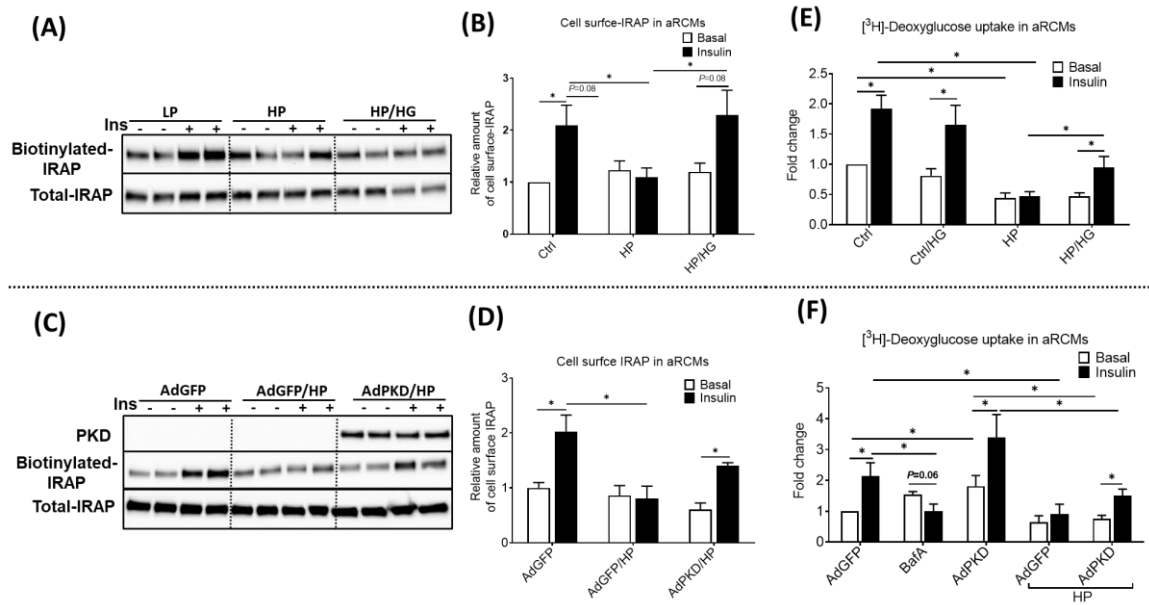 (A)
LP HP HP/HG
Ins - - + + - - + + - - + +
Biotinylated-
IRAP
Total-IRAP
(B)
Cell surfce-IRAP in aRCMs
Basal
Insulin
*
*
*
P=0.08
*
P=0.08
Relative amount
of cell surface-IRAP
3
2
1
0
Ctrl
HP
HP/HG
(E)
[³H]-Deoxyglucose uptake in aRCMs
Basal
Insulin
*
*
*
*
*
*
Fold change
2.5
2.0
1.5
1.0
0.5
0.0
Ctrl
Ctrl/HG
HP
HP/HG
(C)
AdGFP AdGFP/HP AdPKD/HP
Ins - - + + - - + + - - + +
PKD
Biotinylated-
IRAP
Total-IRAP
(D)
Cell surfce IRAP in aRCMs
Basal
Insulin
*
*
*
Relative amount
of cell surface IRAP
3
2
1
0
AdGFP
AdGFP/HP
AdPKD/HP
(F)
[³H]-Deoxyglucose uptake in aRCMs
Basal
Insulin
*
*
*
*
*
*
*
P=0.06
*
*
Fold change
5
4
3
2
1
0
AdGFP
BafA
AdPKD
AdGFP
AdPKD
HP